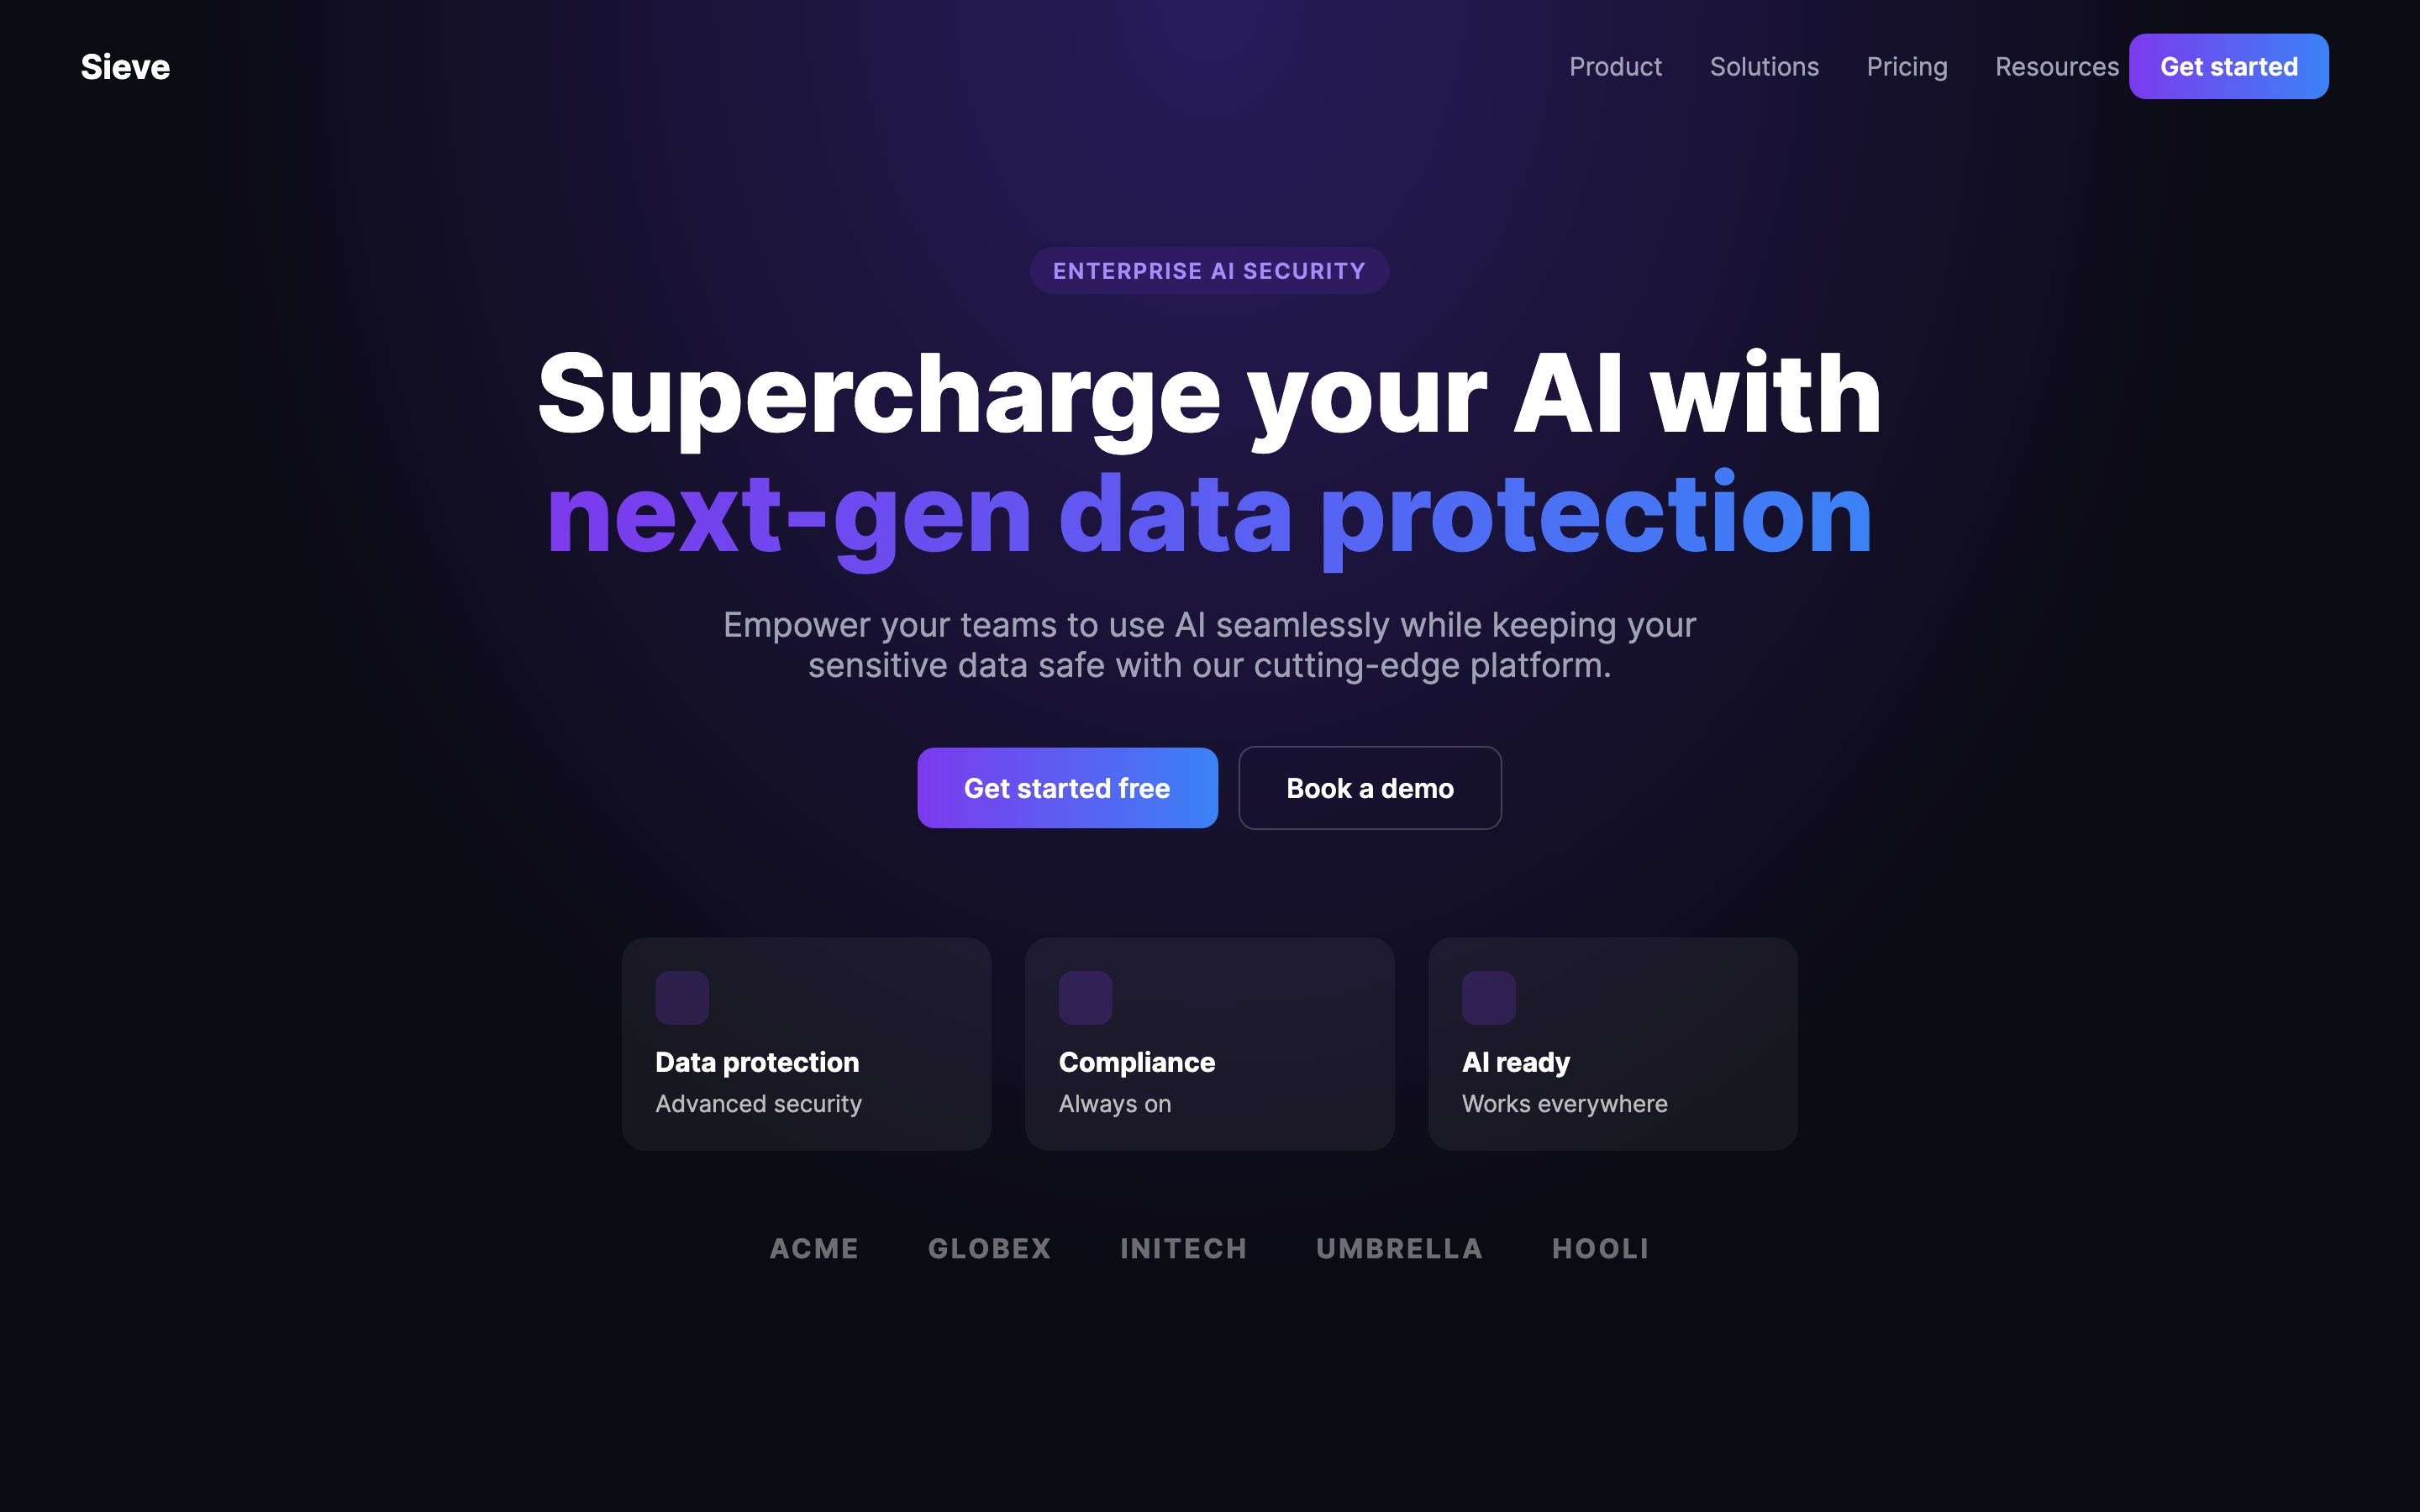 Sieve
Product
Solutions
Pricing
Resources
Get started
ENTERPRISE AI SECURITY
Supercharge your AI with
next-gen data protection
Empower your teams to use AI seamlessly while keeping your
sensitive data safe with our cutting-edge platform.
Get started free
Book a demo
Data protection
Advanced security
Compliance
Always on
AI ready
Works everywhere
ACME
GLOBEX
INITECH
UMBRELLA
HOOLI